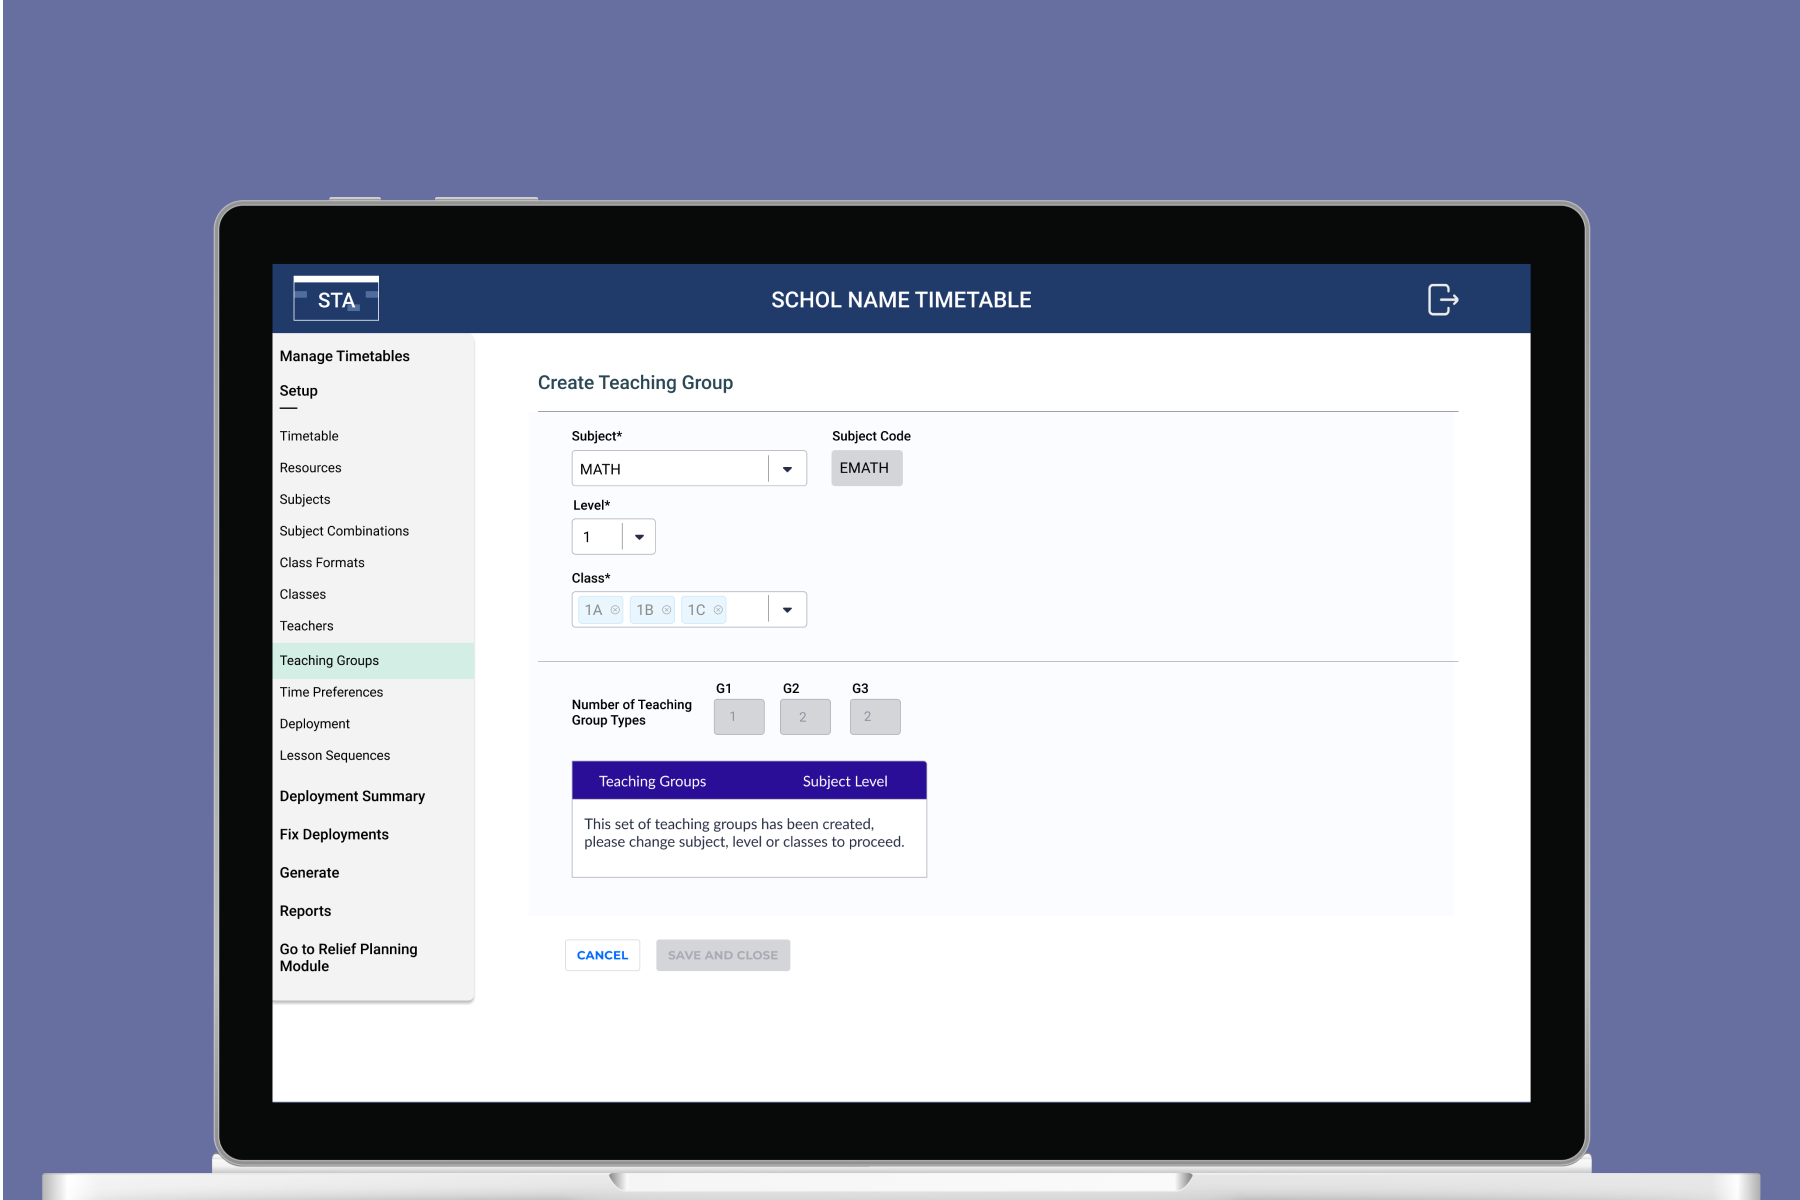 STA
SCHOL NAME TIMETABLE
Manage Timetables
Setup
Timetable
Resources
Subjects
Subject Combinations
Class Formats
Classes
Teachers
Teaching Groups
Time Preferences
Deployment
Lesson Sequences
Deployment Summary
Fix Deployments
Generate
Reports
Go to Relief Planning
Module
Create Teaching Group
Subject* Subject Code
MATH EMATH
Level*
1
Class*
1A 1B 1C
G1 G2 G3
Number of Teaching
Group Types
1 2 2
Teaching Groups Subject Level
This set of teaching groups has been created,
please change subject, level or classes to proceed.
CANCEL SAVE AND CLOSE